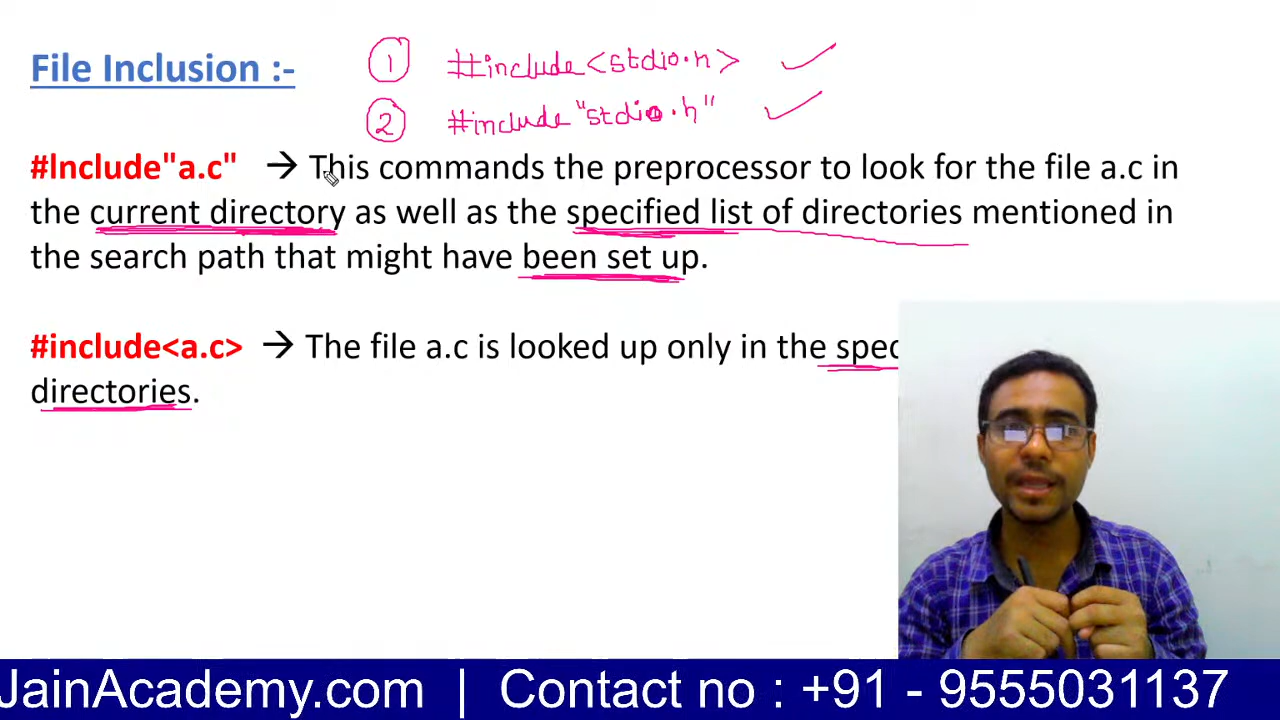 File Inclusion :-
① #include<stdio.h>
② #include"stdio.h"
#Include"a.c" → This commands the preprocessor to look for the file a.c in
the current directory as well as the specified list of directories mentioned in
the search path that might have been set up.
#include<a.c> → The file a.c is looked up only in the
directories.
JainAcademy.com | Contact no : +91 - 9555031137